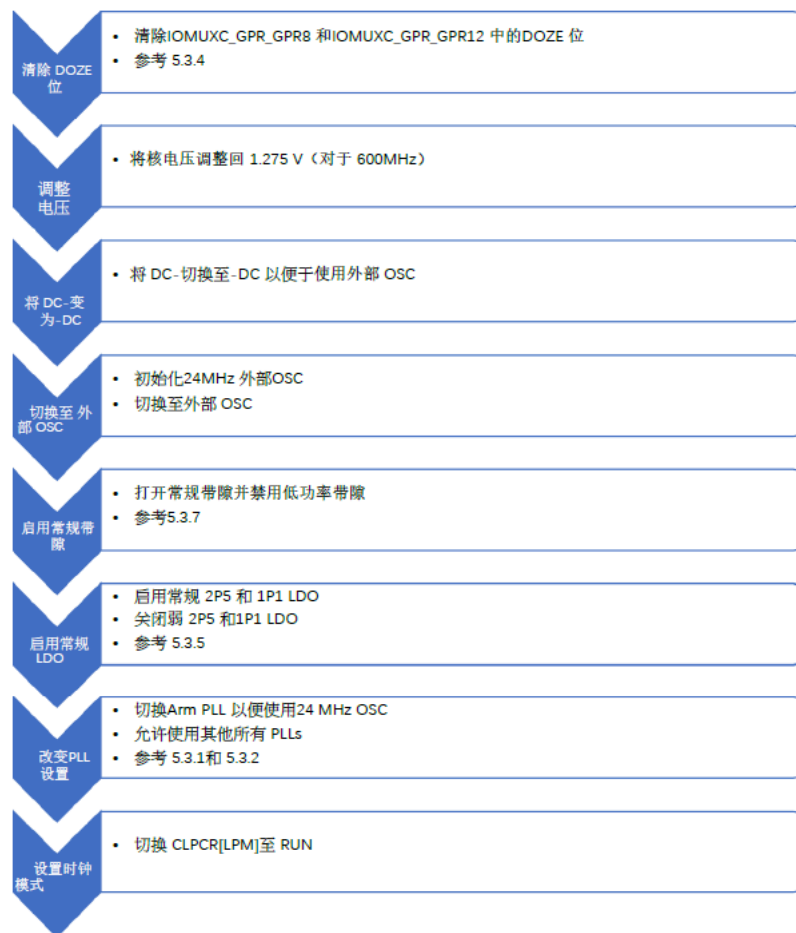 清除 DOZE
位
• 清除IOMUXC_GPR_GPR8 和IOMUXC_GPR_GPR12 中的DOZE 位
• 参考 5.3.4
调整
电压
• 将核电压调整回 1.275 V（对于 600MHz）
将 DC-变
为-DC
• 将 DC-切换至-DC 以便于使用外部 OSC
切换至 外
部 OSC
• 初始化24MHz 外部OSC
• 切换至外部 OSC
启用常规带
隙
• 打开常规带隙并禁用低功率带隙
• 参考5.3.7
启用常规
LDO
• 启用常规 2P5 和 1P1 LDO
• 关闭弱 2P5 和1P1 LDO
• 参考 5.3.5
改变PLL
设置
• 切换Arm PLL 以便使用24 MHz OSC
• 允许使用其他所有 PLLs
• 参考 5.3.1和 5.3.2
设置时钟
模式
• 切换 CLPCR[LPM]至 RUN